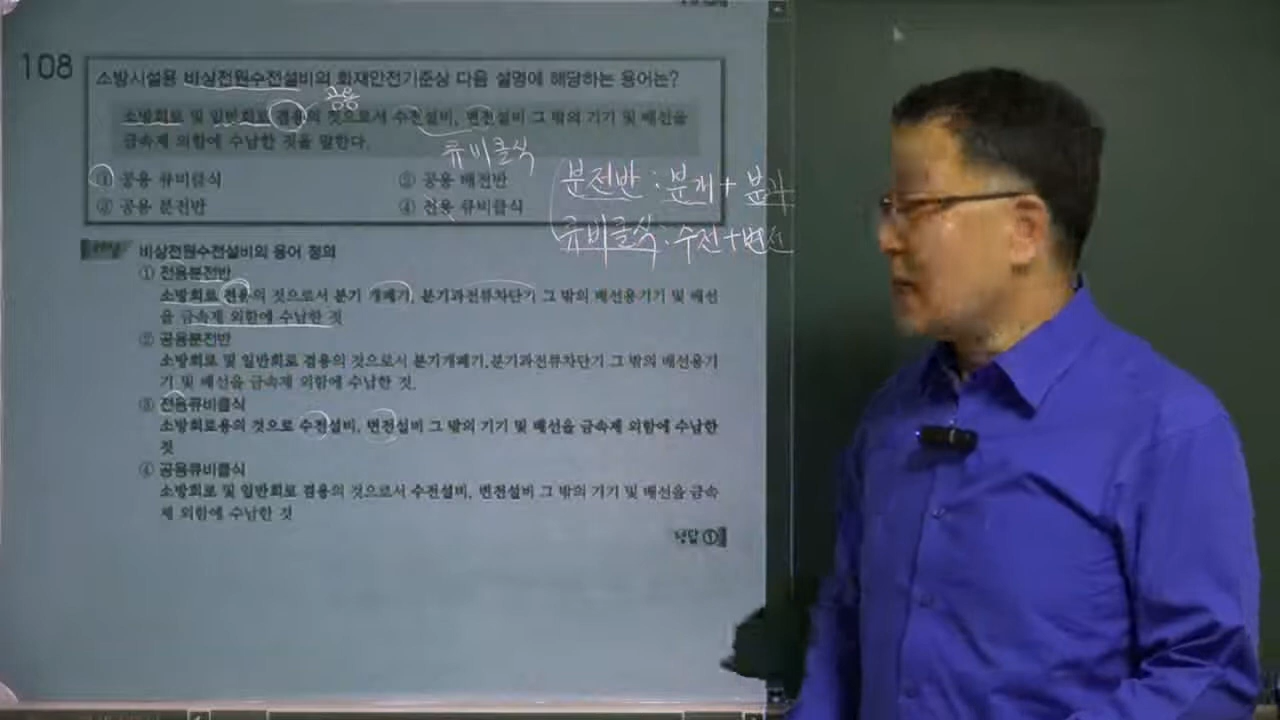 108
소방시설용 비상전원수전설비의 화재안전기준상 다음 설명에 해당하는 용어는?
공용
소방회로 및 일반회로 겸용의 것으로서 수전설비, 변전설비 그 밖의 기기 및 배선을
금속제 외함에 수납한 것을 말한다.
큐비클식
① 공용 큐비클식
② 공용 배전반
③ 공용 분전반
④ 전용 큐비클식
분전반 : 분개 + 분과
큐비클식 : 수전 + 변전
해설
비상전원수전설비의 용어 정의
① 전용분전반
소방회로 전용의 것으로서 분기 개폐기, 분기과전류차단기 그 밖의 배선용기기 및 배선
을 금속제 외함에 수납한 것
② 공용분전반
소방회로 및 일반회로 겸용의 것으로서 분기개폐기, 분기과전류차단기 그 밖의 배선용기
기 및 배선을 금속제 외함에 수납한 것.
③ 전용큐비클식
소방회로용의 것으로 수전설비, 변전설비 그 밖의 기기 및 배선을 금속제 외함에 수납한
것
④ 공용큐비클식
소방회로 및 일반회로 겸용의 것으로서 수전설비, 변전설비 그 밖의 기기 및 배선을 금속
제 외함에 수납한 것
정답 ①